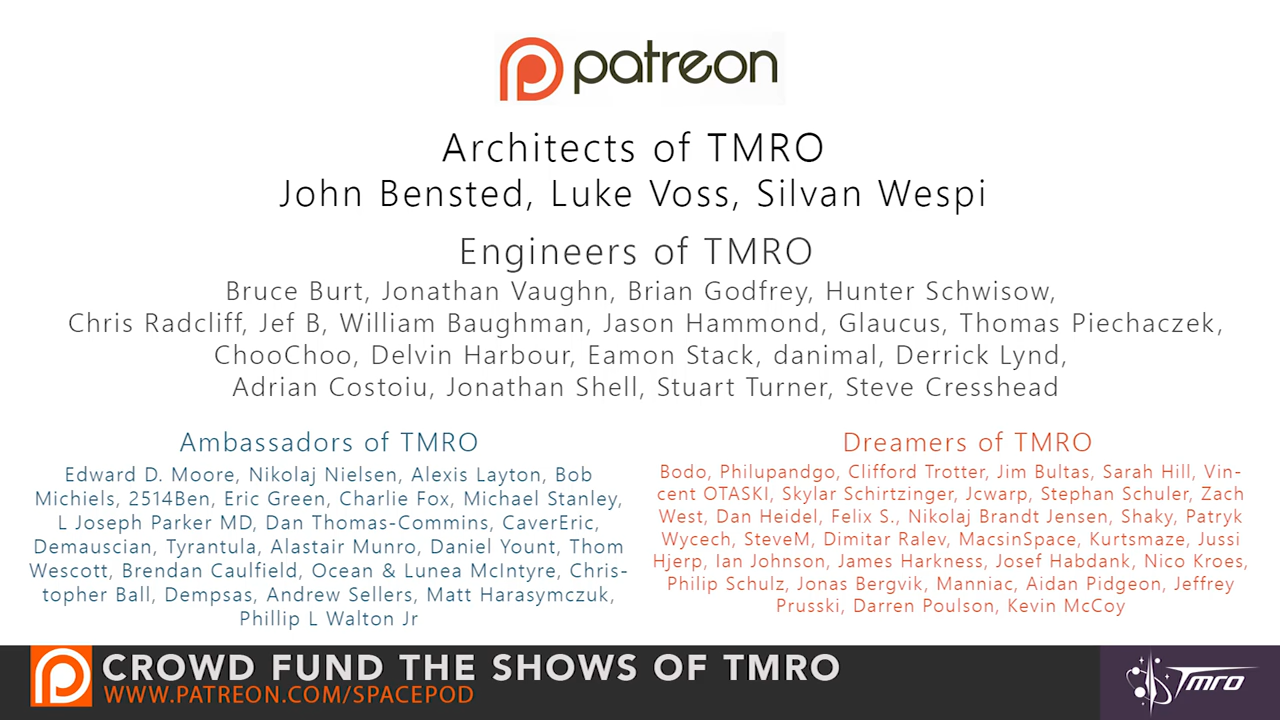 patreon
Architects of TMRO
John Bensted, Luke Voss, Silvan Wespi
Engineers of TMRO
Bruce Burt, Jonathan Vaughn, Brian Godfrey, Hunter Schwisow,
Chris Radcliff, Jef B, William Baughman, Jason Hammond, Glaucus, Thomas Piechaczek,
ChooChoo, Delvin Harbour, Eamon Stack, danimal, Derrick Lynd,
Adrian Costoiu, Jonathan Shell, Stuart Turner, Steve Cresshead
Ambassadors of TMRO
Edward D. Moore, Nikolaj Nielsen, Alexis Layton, Bob
Michiels, 2514Ben, Eric Green, Charlie Fox, Michael Stanley,
L Joseph Parker MD, Dan Thomas-Commins, CaverEric,
Demauscian, Tyrantula, Alastair Munro, Daniel Yount, Thom
Wescott, Brendan Caulfield, Ocean & Lunea McIntyre, Chris-
topher Ball, Dempsas, Andrew Sellers, Matt Harasymczuk,
Phillip L Walton Jr
Dreamers of TMRO
Bodo, Philupandgo, Clifford Trotter, Jim Bultas, Sarah Hill, Vin-
cent OTASKI, Skylar Schirtzinger, Jcwarp, Stephan Schuler, Zach
West, Dan Heidel, Felix S., Nikolaj Brandt Jensen, Shaky, Patryk
Wycech, SteveM, Dimitar Ralev, MacsinSpace, Kurtsmaze, Jussi
Hjerp, Ian Johnson, James Harkness, Josef Habdank, Nico Kroes,
Philip Schulz, Jonas Bergvik, Manniac, Aidan Pidgeon, Jeffrey
Prusski, Darren Poulson, Kevin McCoy
CROWD FUND THE SHOWS OF TMRO
WWW.PATREON.COM/SPACEPOD
Tmro